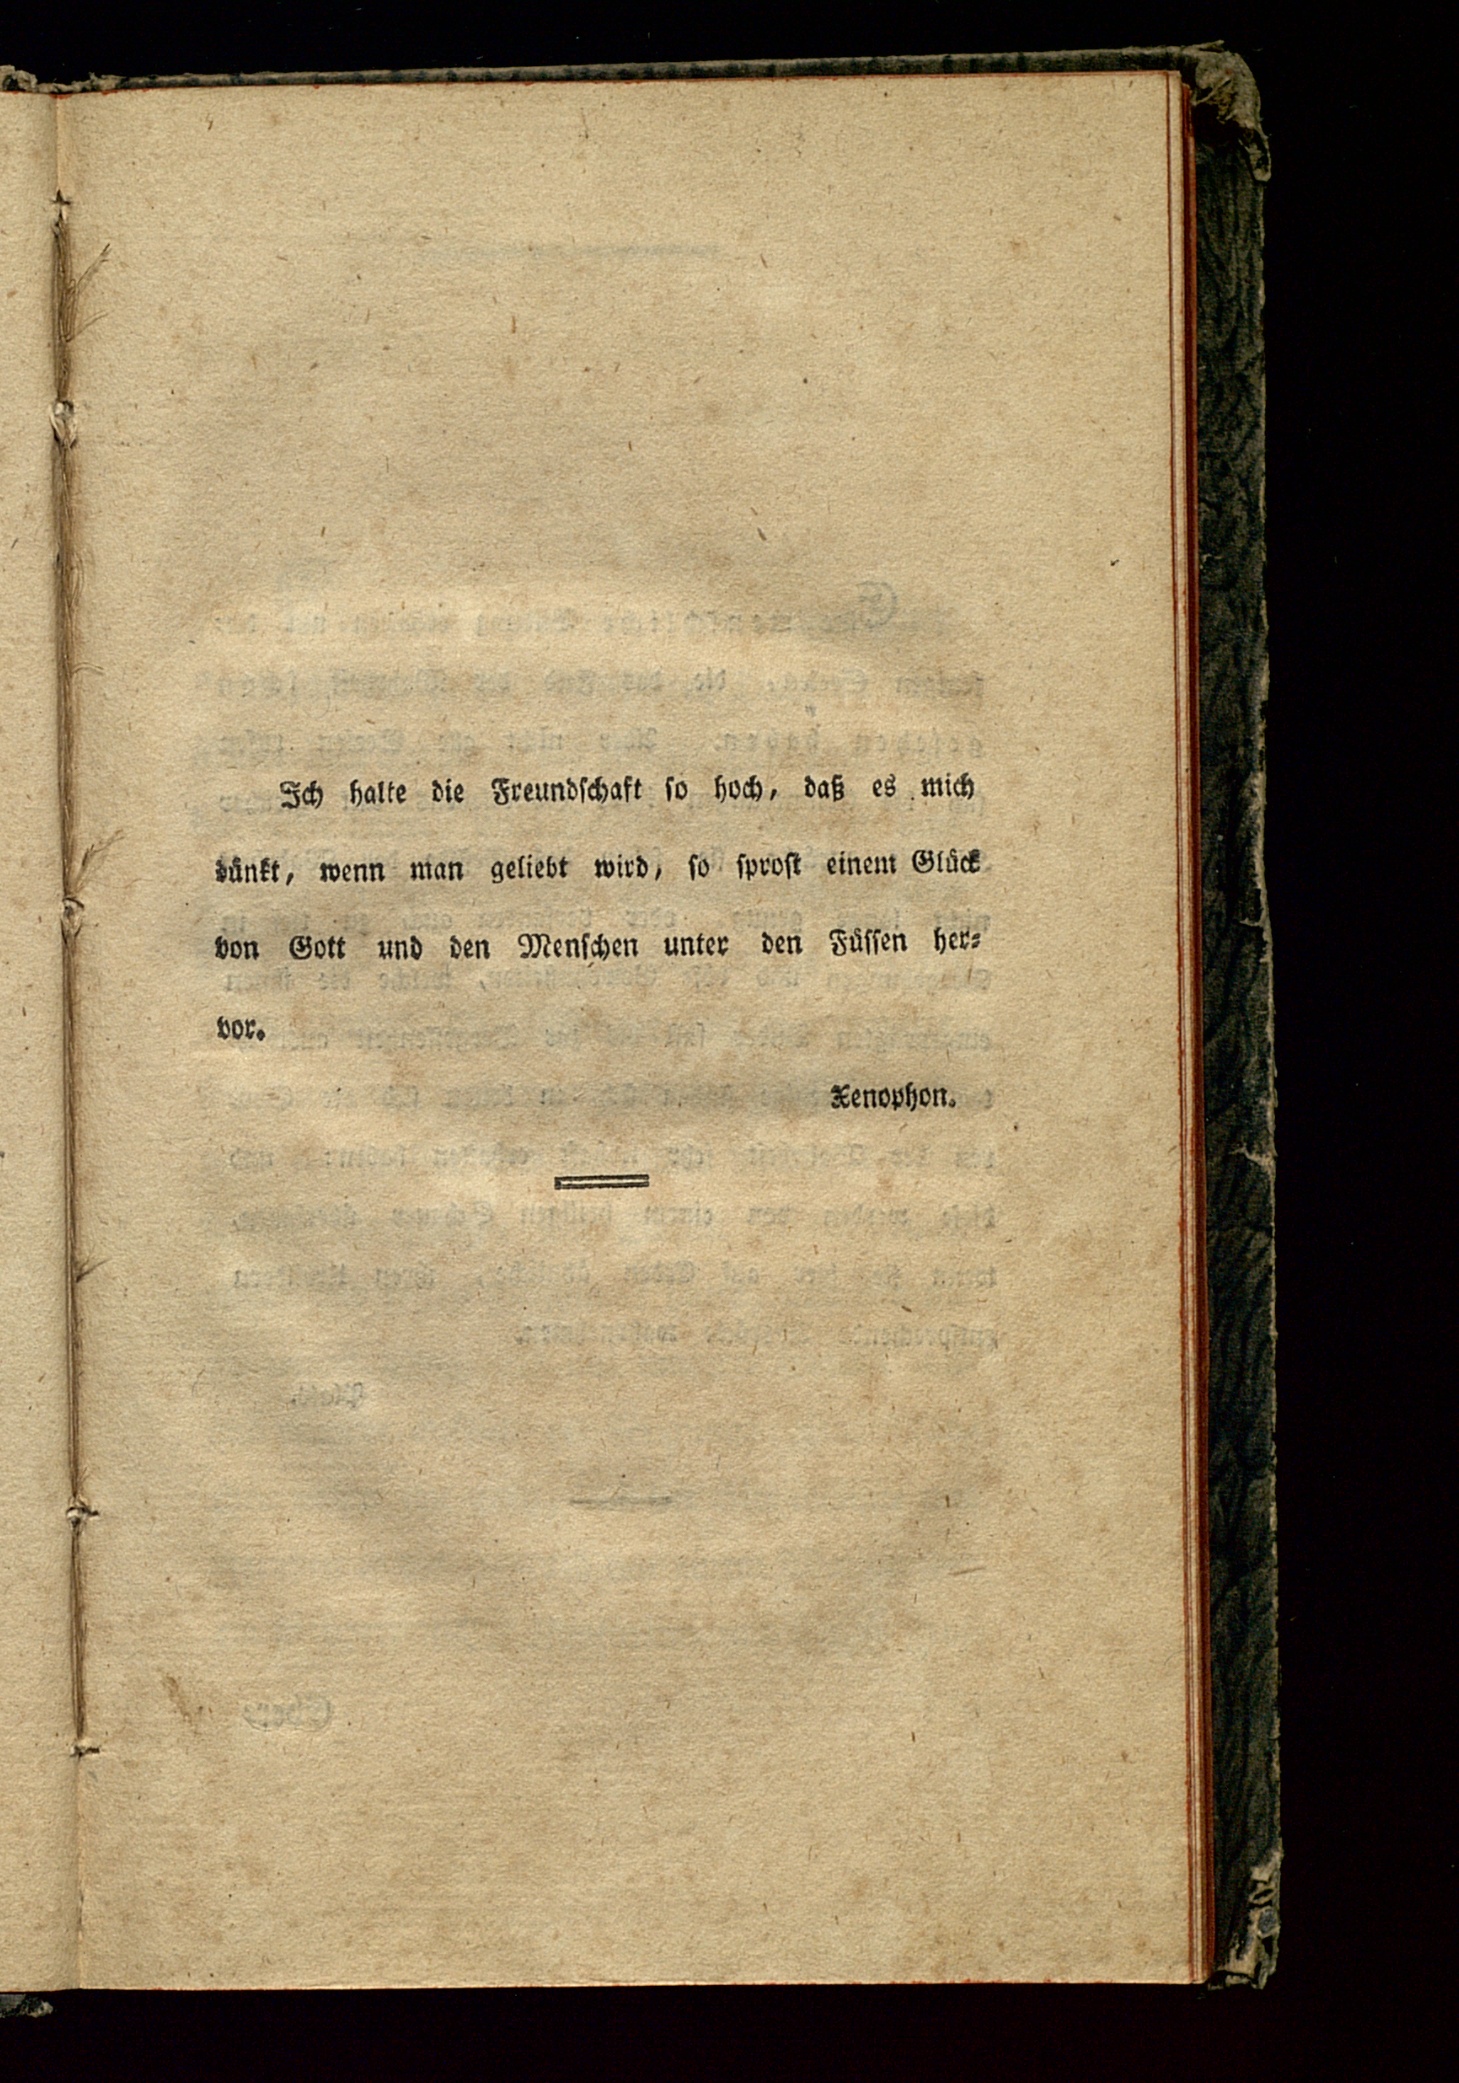 Ich halte die Freundſchaft ſo hoch, daß es mich
dünkt, wenn man geliebt wird, ſo ſproſt einem Glück
von Gott und den Menſchen unter den Füſſen her⸗
vor.
Xenophon.